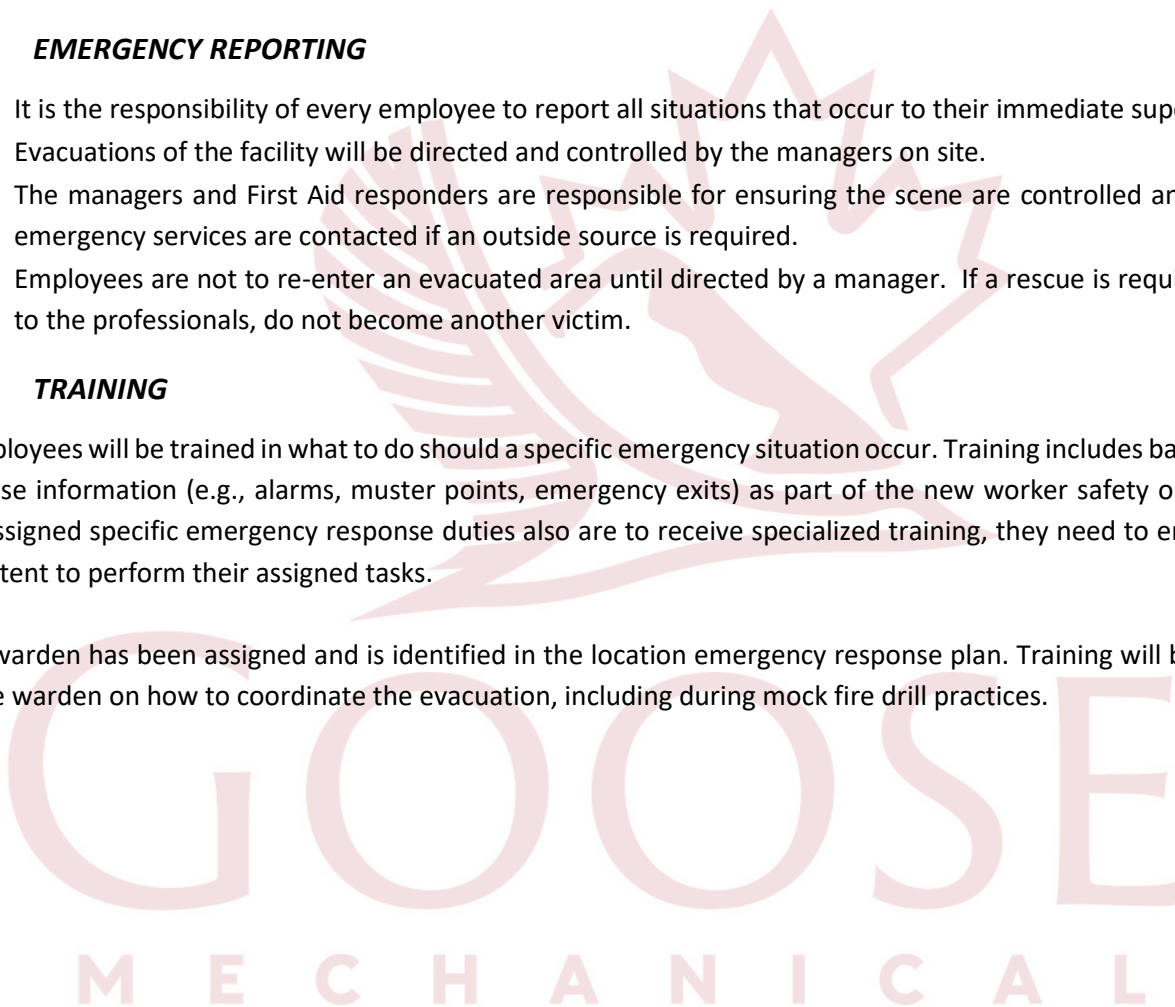 EMERGENCY REPORTING
It is the responsibility of every employee to report all situations that occur to their immediate
Evacuations of the facility will be directed and controlled by the managers on site.
The managers and First Aid responders are responsible for ensuring the scene are controlled
emergency services are contacted if an outside source is required.
Employees are not to re-enter an evacuated area until directed by a manager. If a rescue is
to the professionals, do not become another victim.
TRAINING
will be trained in what to do should a specific emergency situation occur. Training includes
information (e.g., alarms, muster points, emergency exits) as part of the new worker safety
specific emergency response duties also are to receive specialized training, they need to
to perform their assigned tasks.
warden has been assigned and is identified in the location emergency response plan. Training will
warden on how to coordinate the evacuation, including during mock fire drill practices.
GOOSE
MECHANICAL